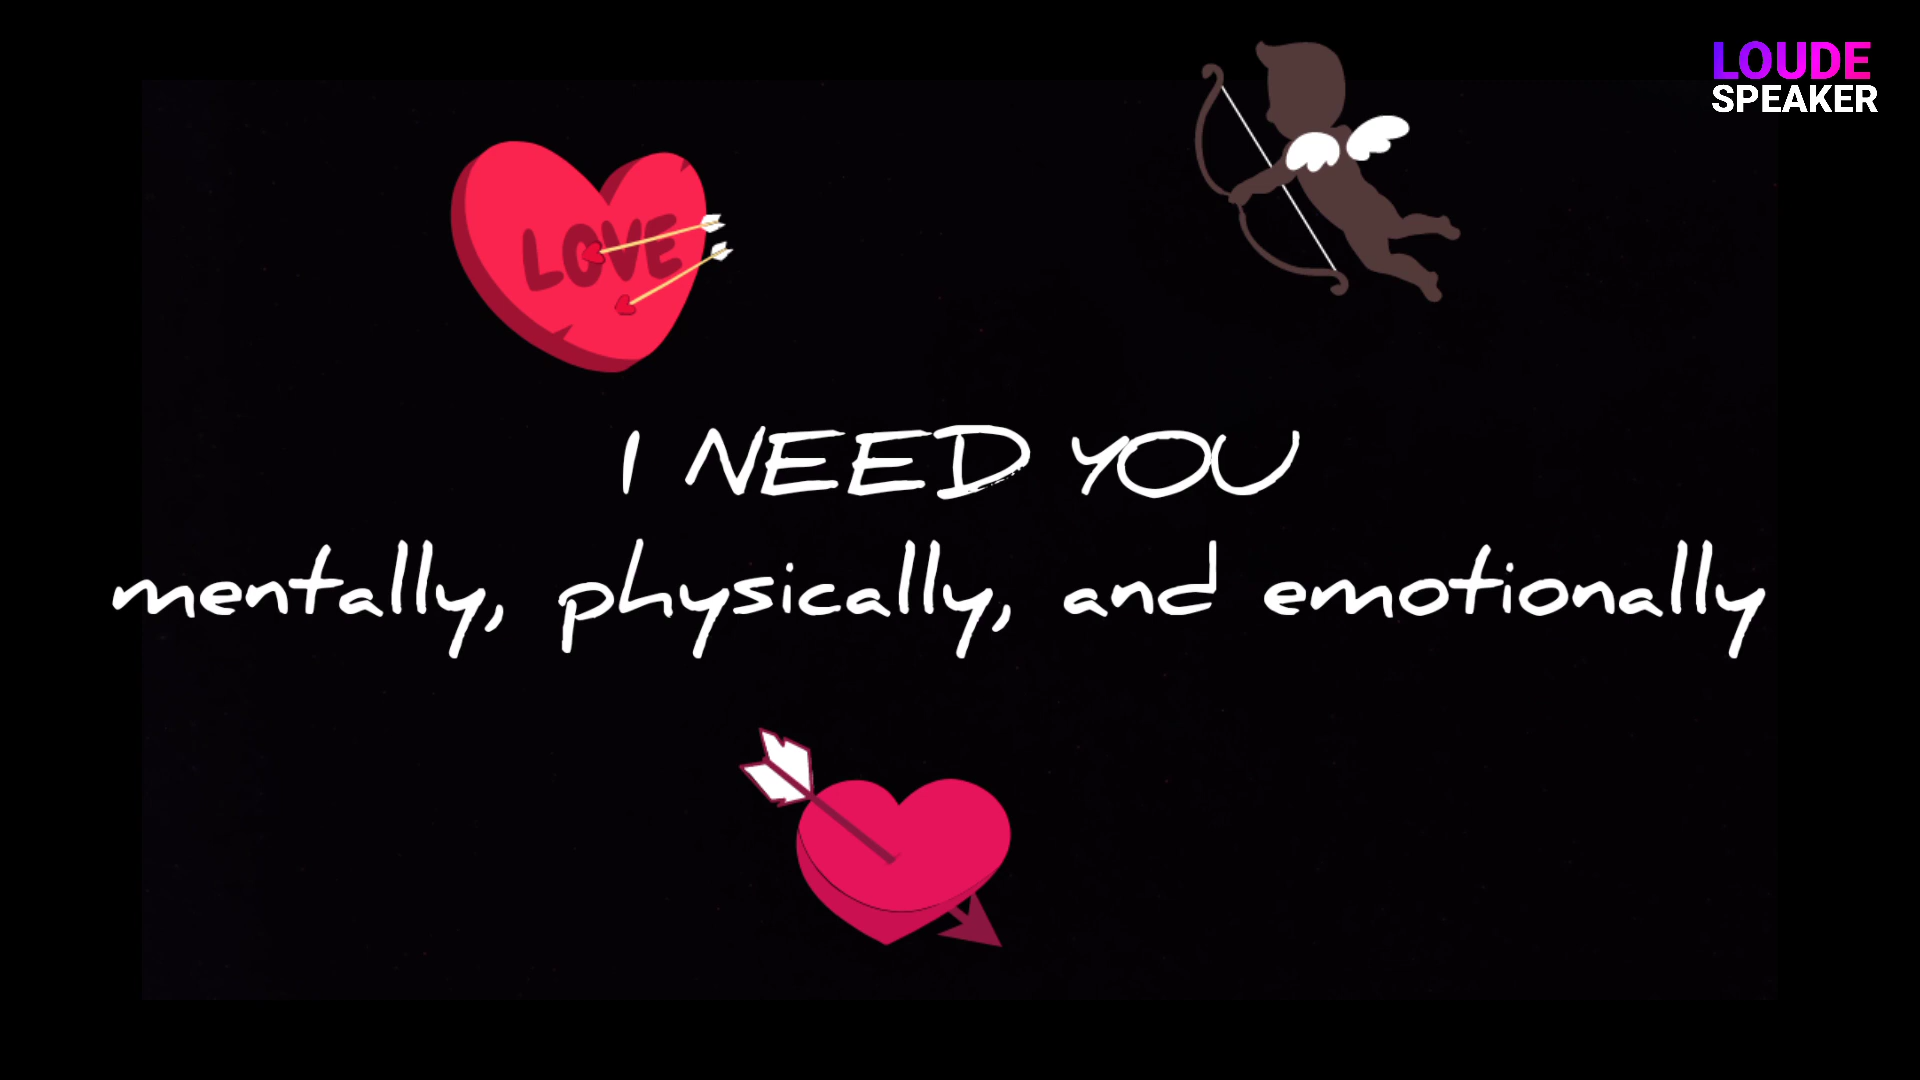 LOUDE
SPEAKER
LOVE
I NEED YOU
mentally, physically, and emotionally